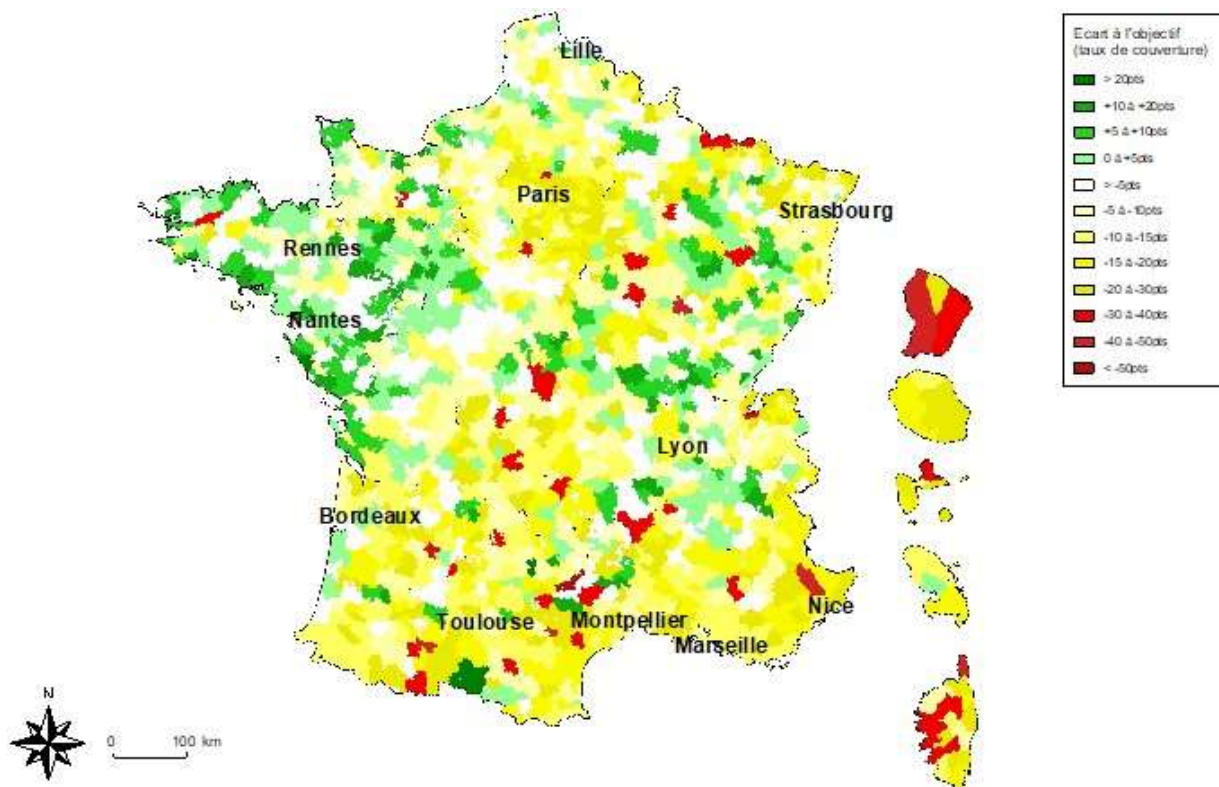 Ecart à l'objectif
(taux de couverture)
> 20pts
+10 à +20pts
+5 à +10pts
0 à +5pts
> -5pts
-5 à -10pts
-10 à -15pts
-15 à -20pts
-20 à -30pts
-30 à -40pts
-40 à -50pts
< -50pts
Lille
Paris
Strasbourg
Rennes
Nantes
Lyon
Bordeaux
Nice
Toulouse
Montpellier
Marseille
N
0 100 km